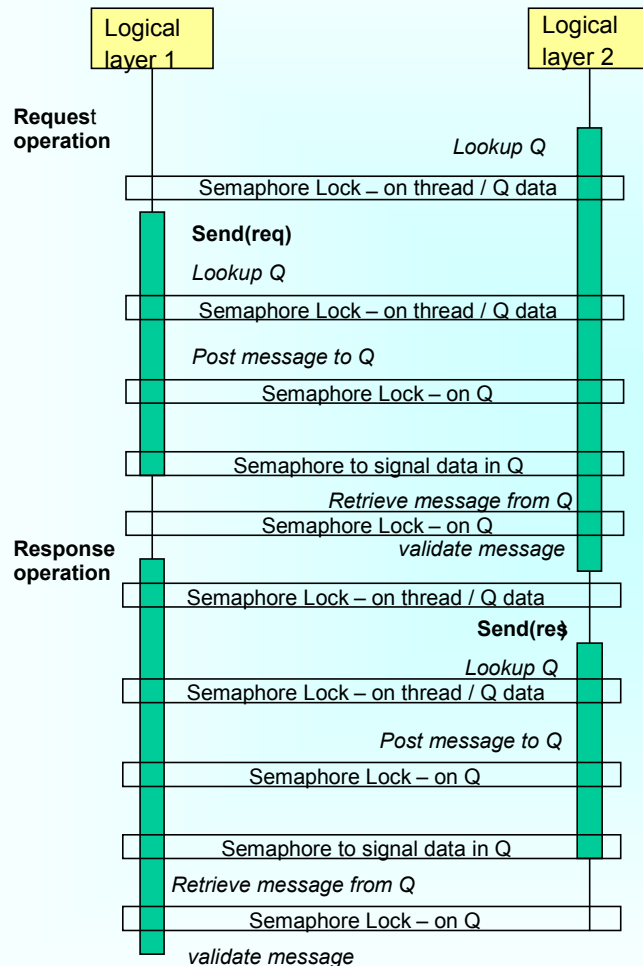 Logical
layer 1
Logical
layer 2
Request
operation
Lookup Q
Semaphore Lock – on thread / Q data
Send(req)
Lookup Q
Semaphore Lock – on thread / Q data
Post message to Q
Semaphore Lock – on Q
Semaphore to signal data in Q
Retrieve message from Q
Semaphore Lock – on Q
validate message
Response
operation
Semaphore Lock – on thread / Q data
Send(res)
Lookup Q
Semaphore Lock – on thread / Q data
Post message to Q
Semaphore Lock – on Q
Semaphore to signal data in Q
Retrieve message from Q
Semaphore Lock – on Q
validate message